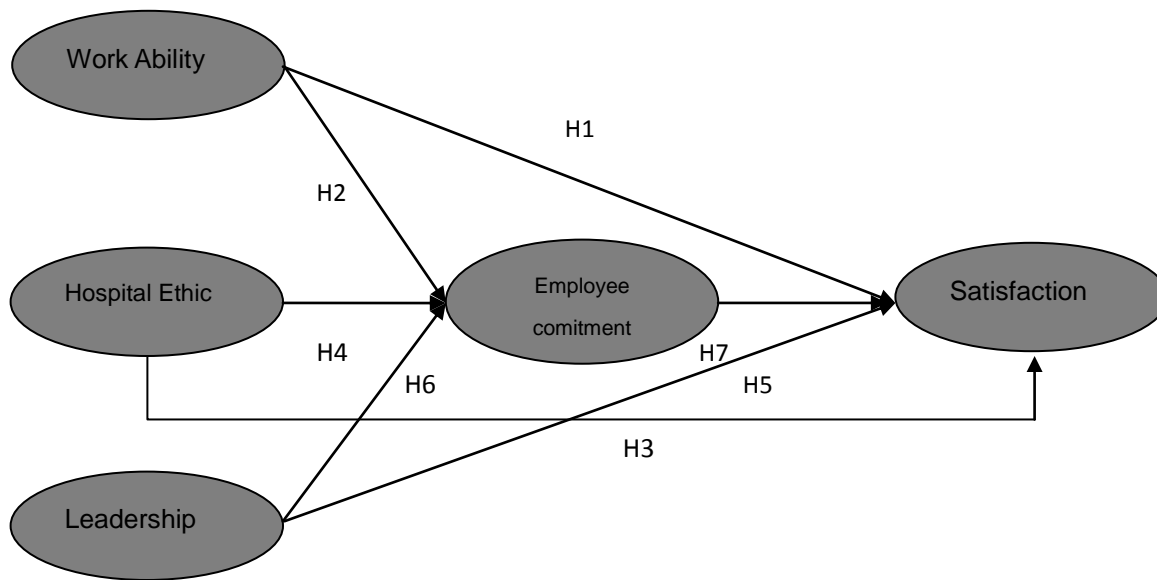 Work Ability
H1
H2
Hospital Ethic
Employee
comitment
Satisfaction
H4
H7
H6
H5
H3
Leadership